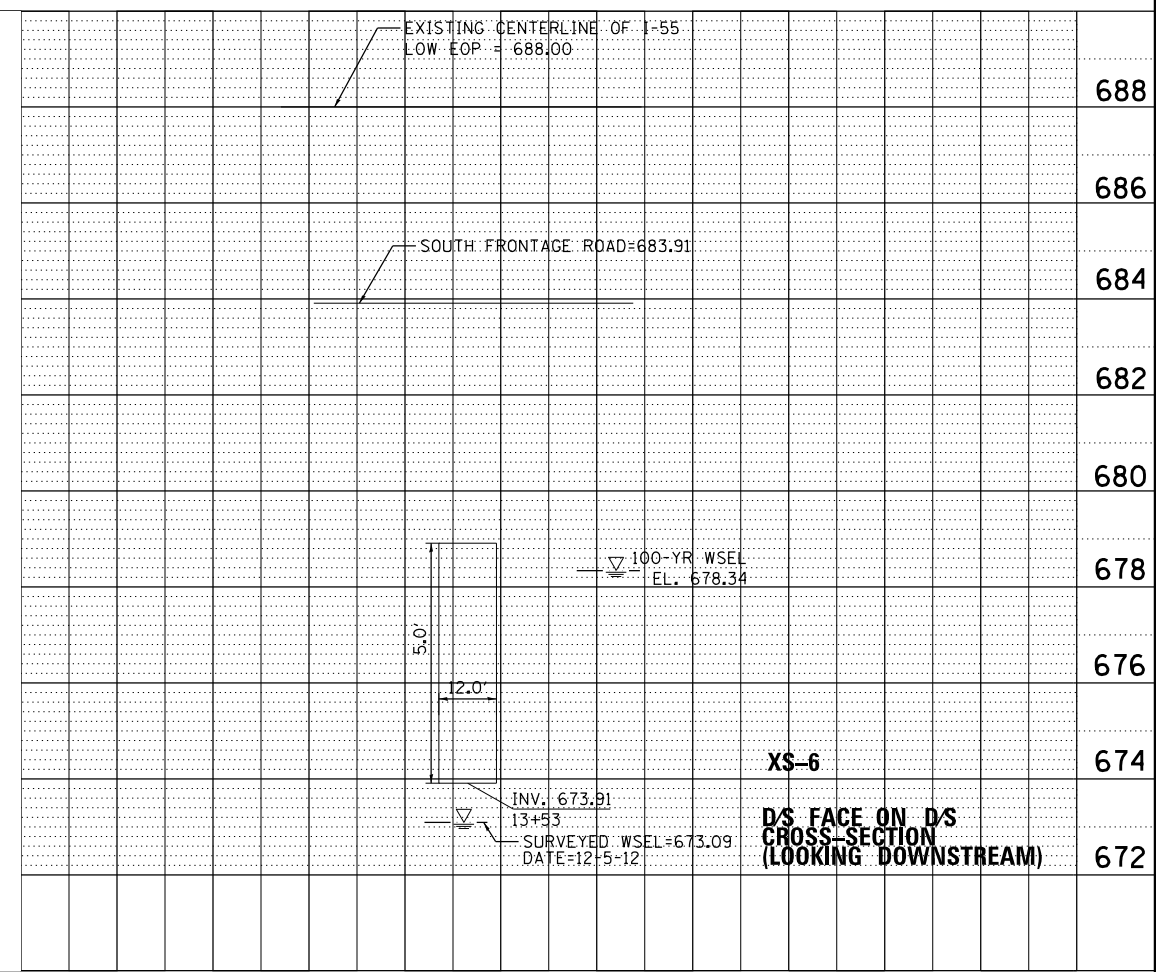 EXISTING CENTERLINE OF I-55
LOW EOP = 688.00
688
686
SOUTH FRONTAGE ROAD=683.91
684
682
680
100-YR WSEL
EL. 678.34
678
5.0'
676
12.0'
XS-6
674
INV. 673.91
13+53
SURVEYED WSEL=673.09
DATE=12-5-12
D/S FACE ON D/S
CROSS-SECTION
(LOOKING DOWNSTREAM)
672